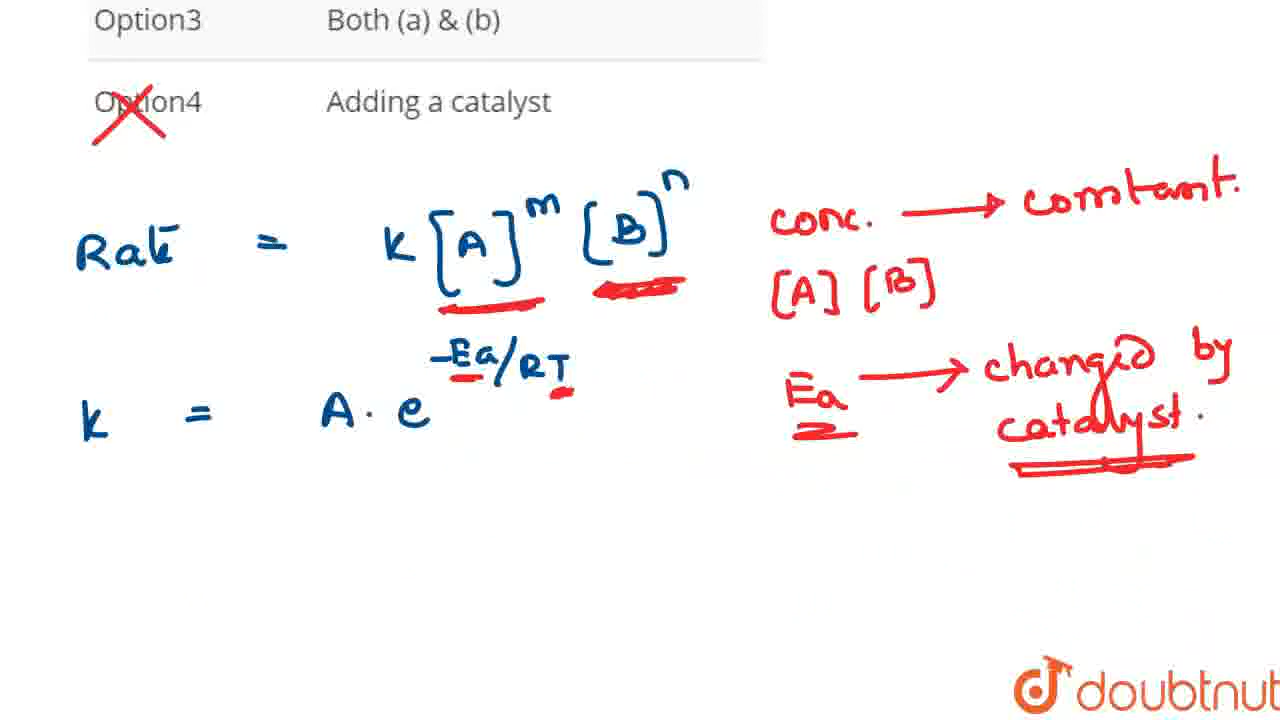 Option3 Both (a) & (b)
Option4 Adding a catalyst
Rate = K[A]^m [B]^n
conc. → constant.
[A] [B]
k = A. e^-Ea/RT
Ea → changed by
catalyst.
doubtnut